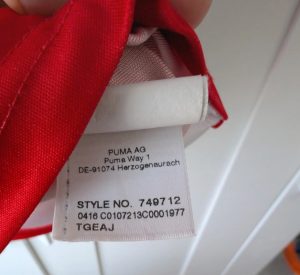 PUMA AG
Puma Way 1
DE-91074 Herzogenaurach
STYLE NO. 749712
0416 C0107213C0001977
TGEAJ